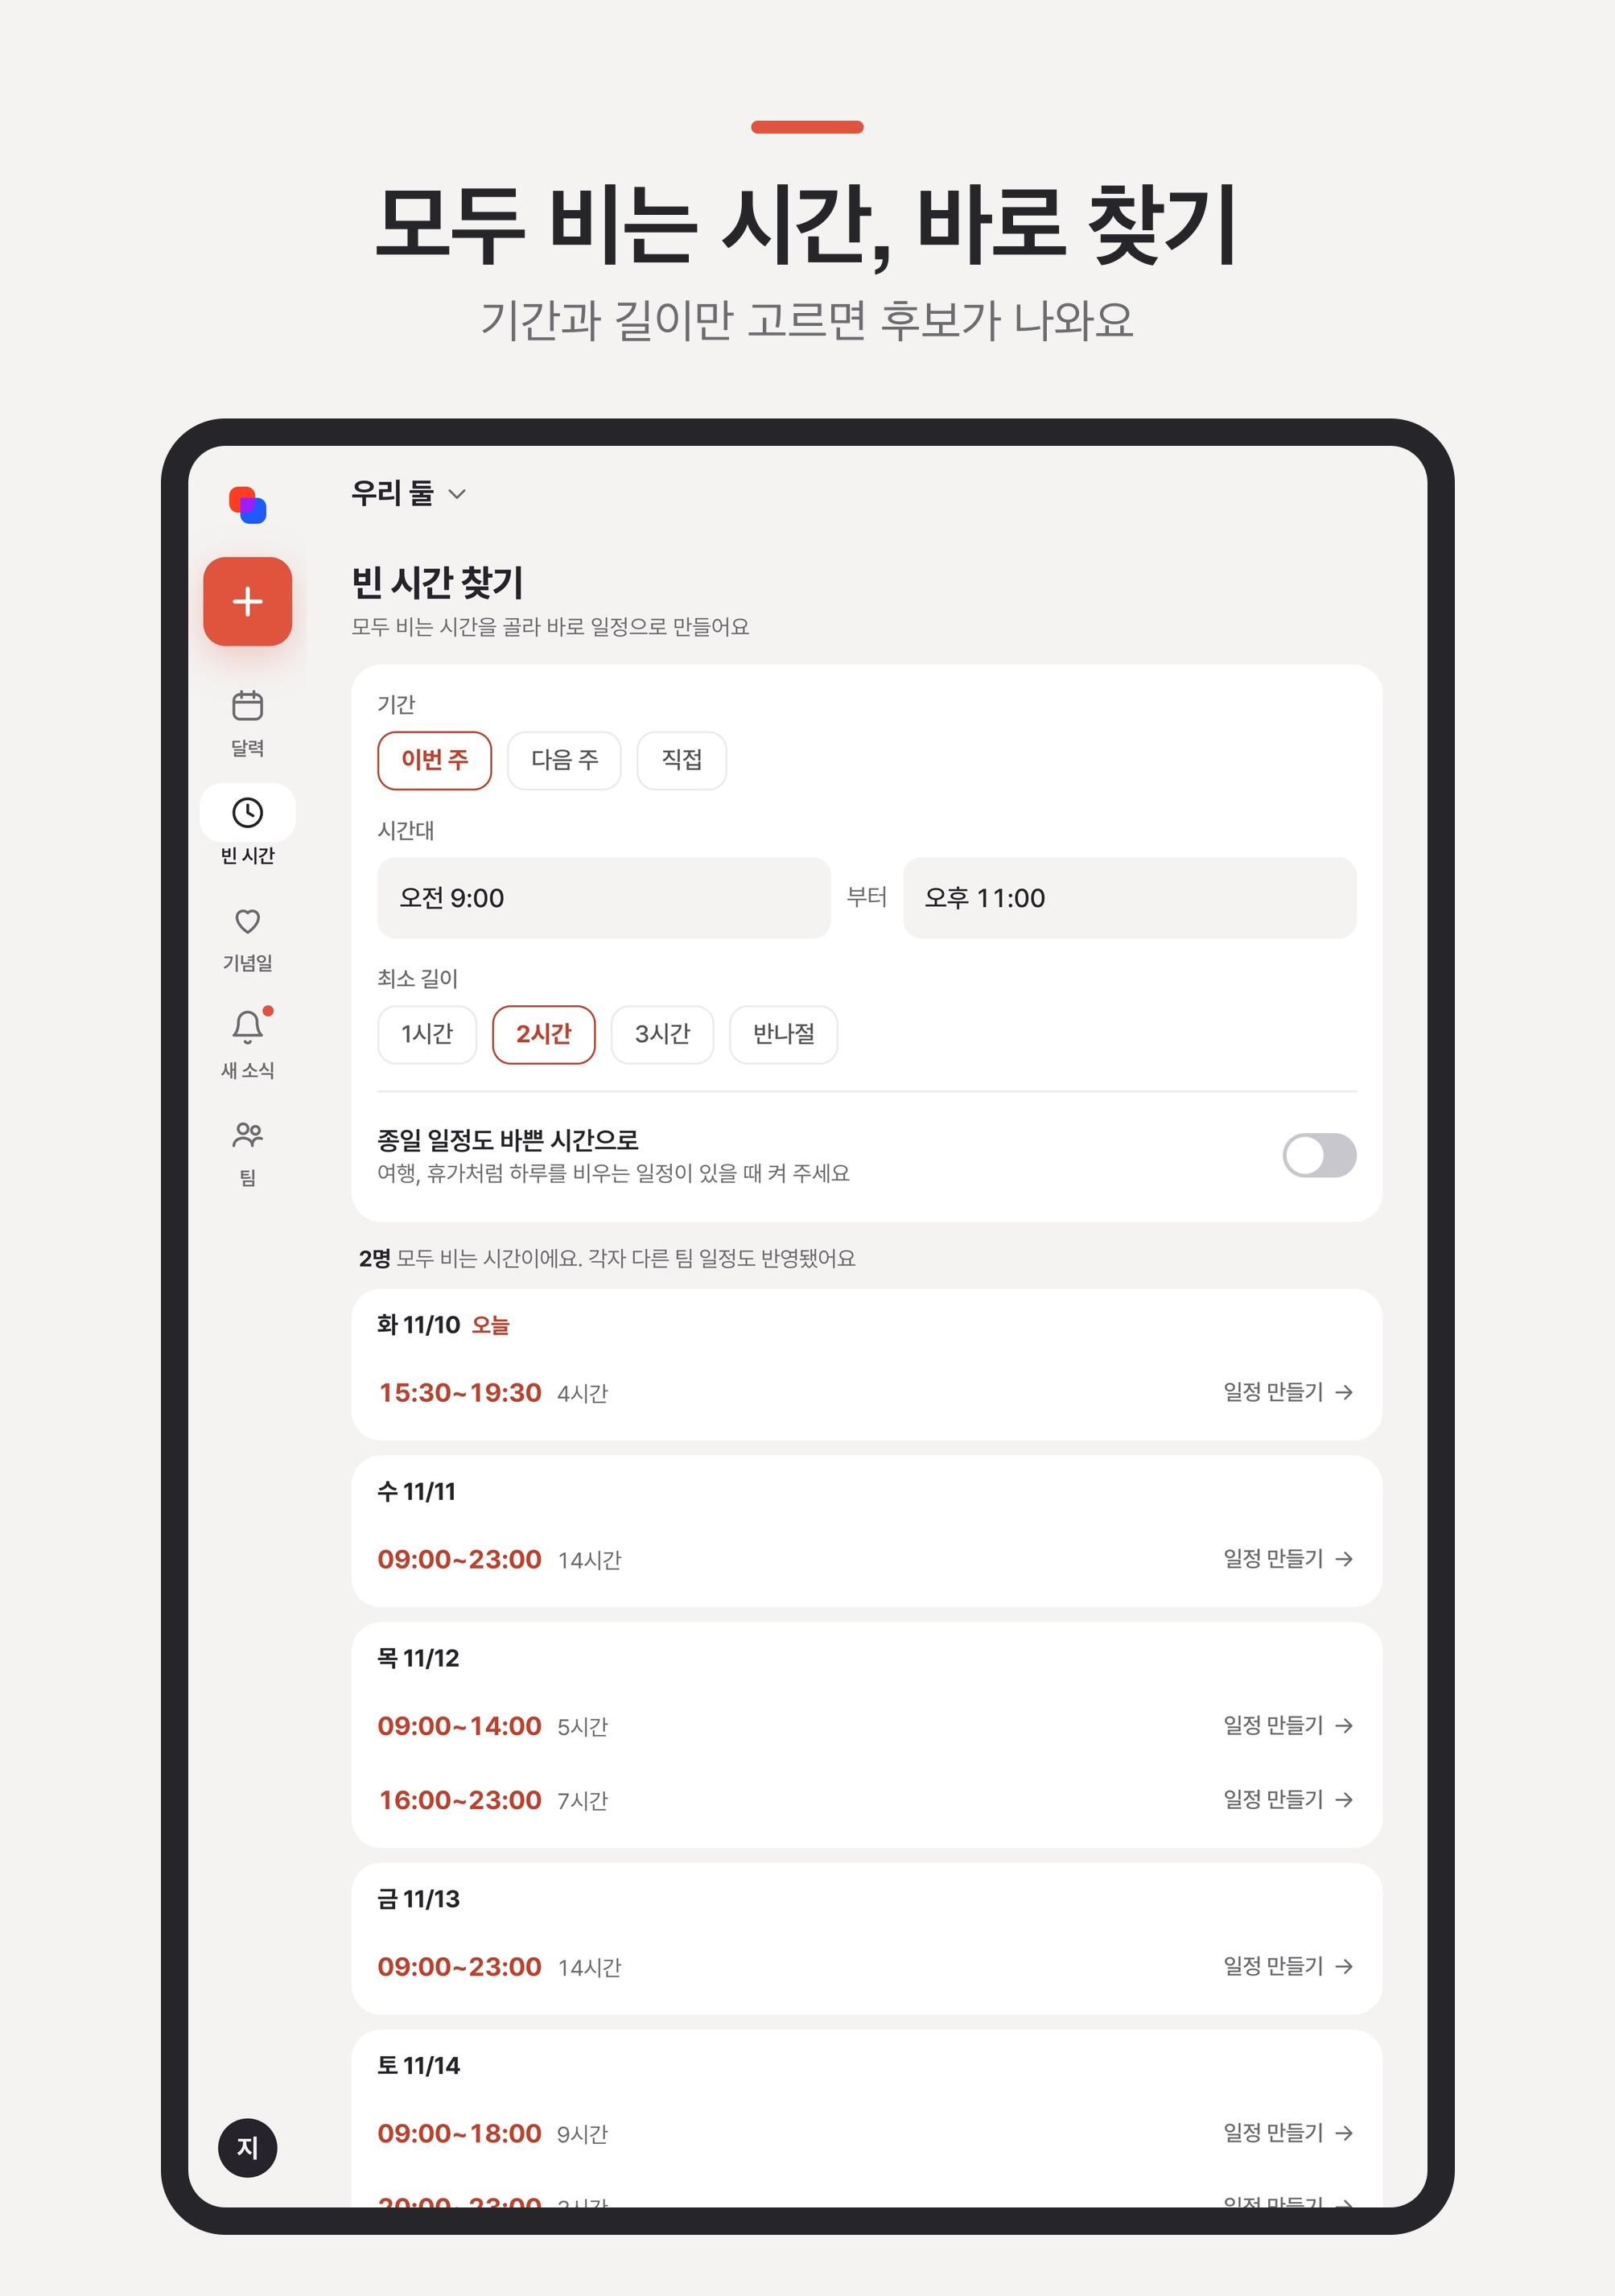 모두 비는 시간, 바로 찾기
기간과 길이만 고르면 후보가 나와요
우리 둘
빈 시간 찾기
모두 비는 시간을 골라 바로 일정으로 만들어요
달력
빈 시간
기념일
새 소식
팀
지
기간
이번 주 다음 주 직접
시간대
오전 9:00 부터 오후 11:00
최소 길이
1시간 2시간 3시간 반나절
종일 일정도 바쁜 시간으로
여행, 휴가처럼 하루를 비우는 일정이 있을 때 켜 주세요
2명 모두 비는 시간이에요. 각자 다른 팀 일정도 반영됐어요
화 11/10 오늘
15:30~19:30 4시간 일정 만들기 →
수 11/11
09:00~23:00 14시간 일정 만들기 →
목 11/12
09:00~14:00 5시간 일정 만들기 →
16:00~23:00 7시간 일정 만들기 →
금 11/13
09:00~23:00 14시간 일정 만들기 →
토 11/14
09:00~18:00 9시간 일정 만들기 →
20:00~23:00 3시간 일정 만들기 →